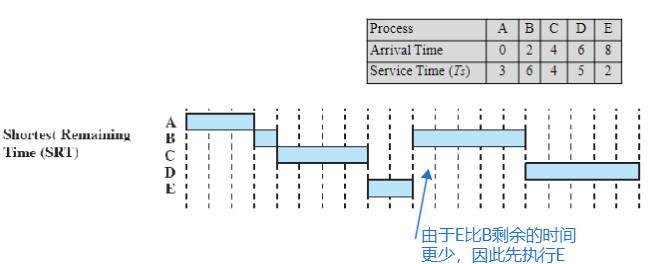 Process A B C D E
Arrival Time 0 2 4 6 8
Service Time (Ts) 3 6 4 5 2
Shortest Remaining
Time (SRT)
A
B
C
D
E
由于E比B剩余的时间
更少，因此先执行E